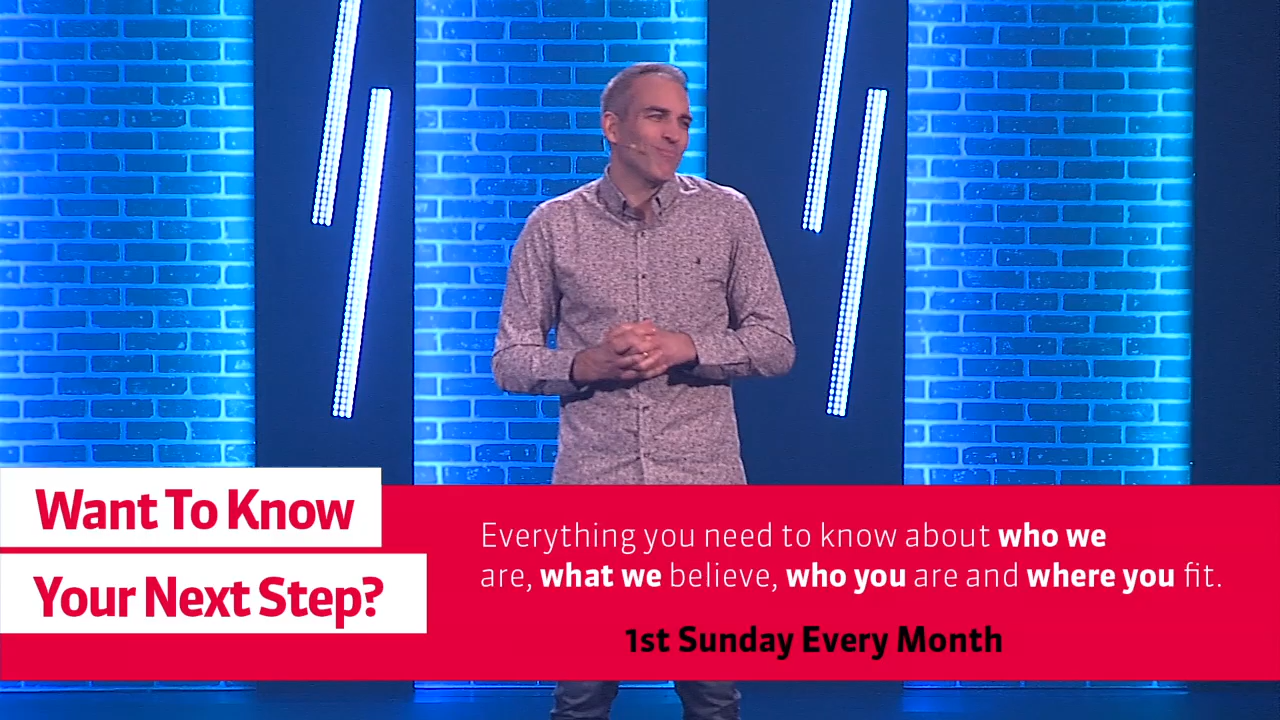 Want To Know
Your Next Step?
Everything you need to know about who we
are, what we believe, who you are and where you fit.
1st Sunday Every Month